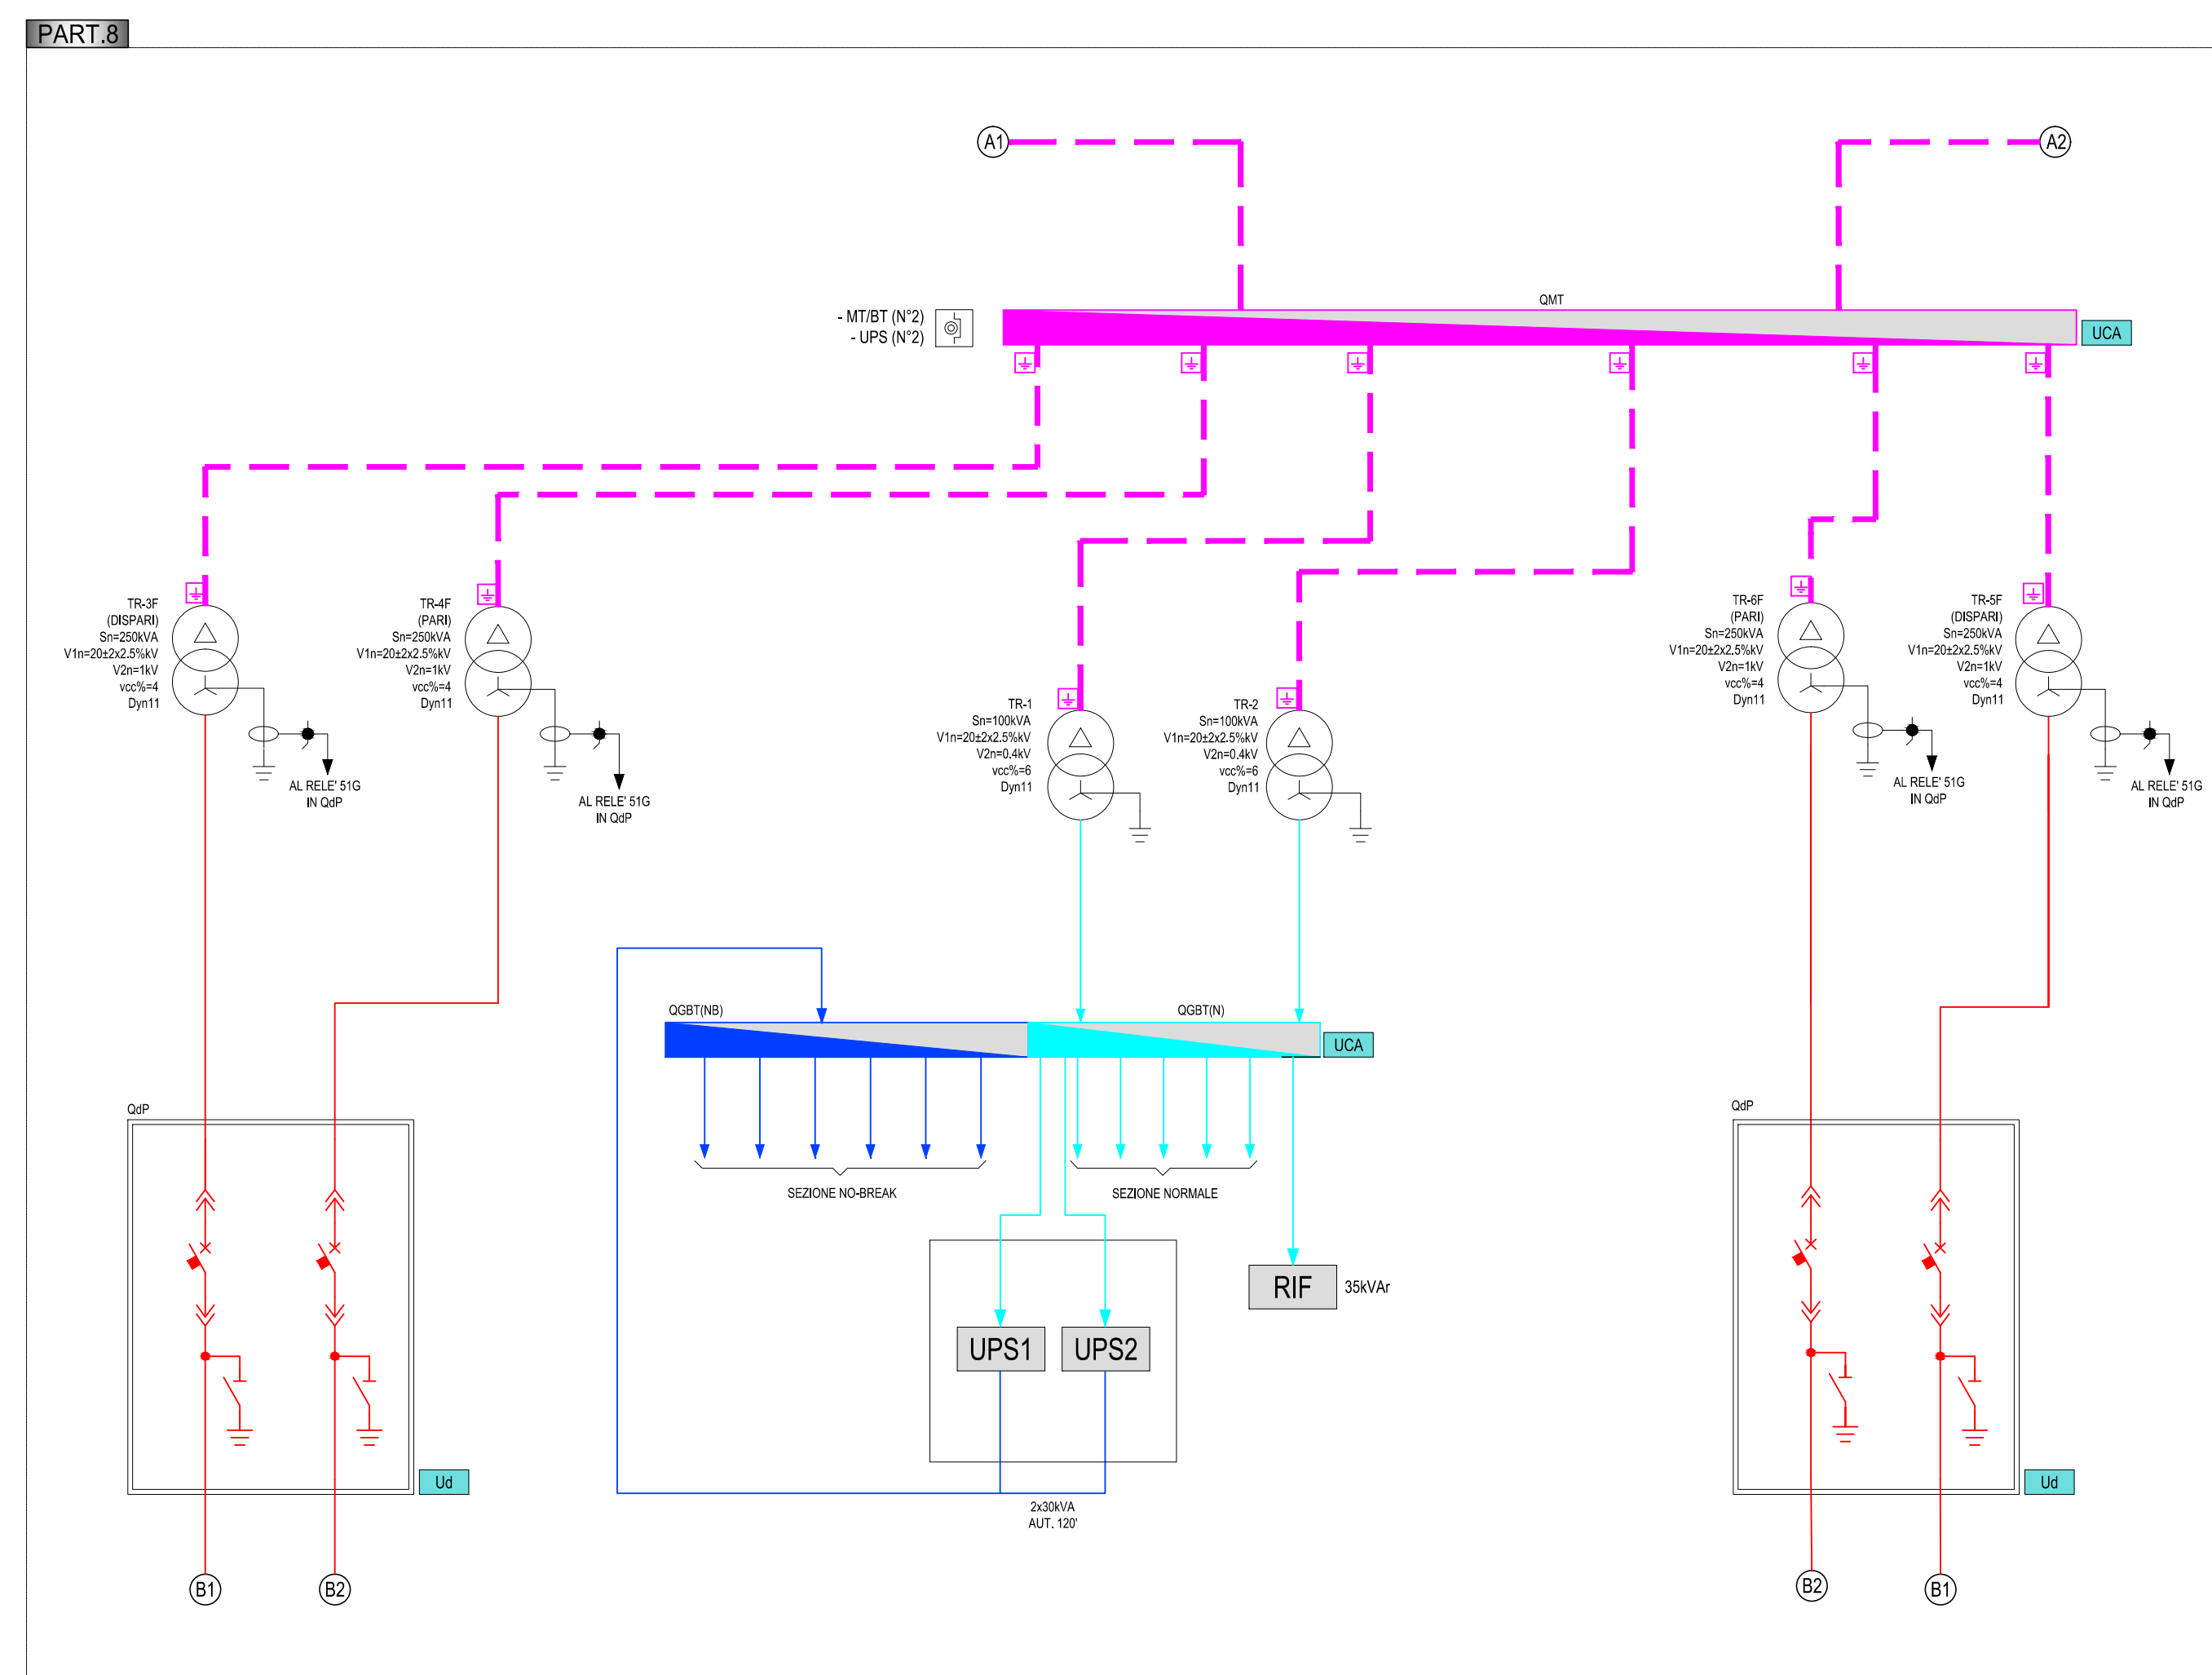 PART.8
A1
A2
QMT
- MT/BT (N°2)
- UPS (N°2)
UCA
TR-3F
(DISPARI)
Sn=250kVA
V1n=20±2x2.5%kV
V2n=1kV
vcc%=4
Dyn11
AL RELE' 51G
IN QdP
TR-4F
(PARI)
Sn=250kVA
V1n=20±2x2.5%kV
V2n=1kV
vcc%=4
Dyn11
AL RELE' 51G
IN QdP
TR-1
Sn=100kVA
V1n=20±2x2.5%kV
V2n=0.4kV
vcc%=6
Dyn11
TR-2
Sn=100kVA
V1n=20±2x2.5%kV
V2n=0.4kV
vcc%=6
Dyn11
TR-6F
(PARI)
Sn=250kVA
V1n=20±2x2.5%kV
V2n=1kV
vcc%=4
Dyn11
AL RELE' 51G
IN QdP
TR-5F
(DISPARI)
Sn=250kVA
V1n=20±2x2.5%kV
V2n=1kV
vcc%=4
Dyn11
AL RELE' 51G
IN QdP
QGBT(NB)
QGBT(N)
UCA
SEZIONE NO-BREAK
SEZIONE NORMALE
QdP
QdP
RIF
35kVAr
UPS1
UPS2
2x30kVA
AUT. 120'
Ud
Ud
B1
B2
B2
B1